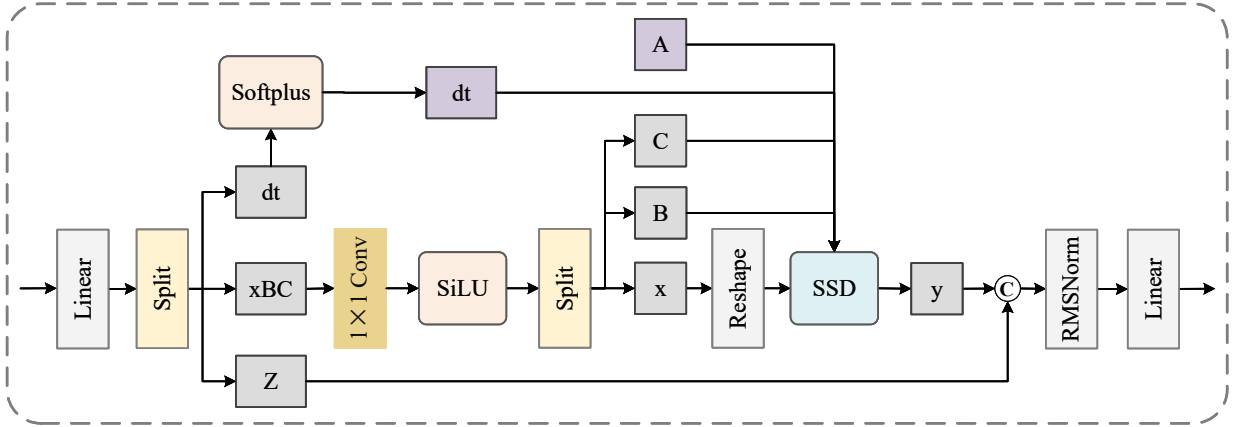 A
Softplus
dt
C
dt
B
Linear
Split
xBC
1×1 Conv
SiLU
Split
x
Reshape
SSD
y
C
RMSNorm
Linear
Z